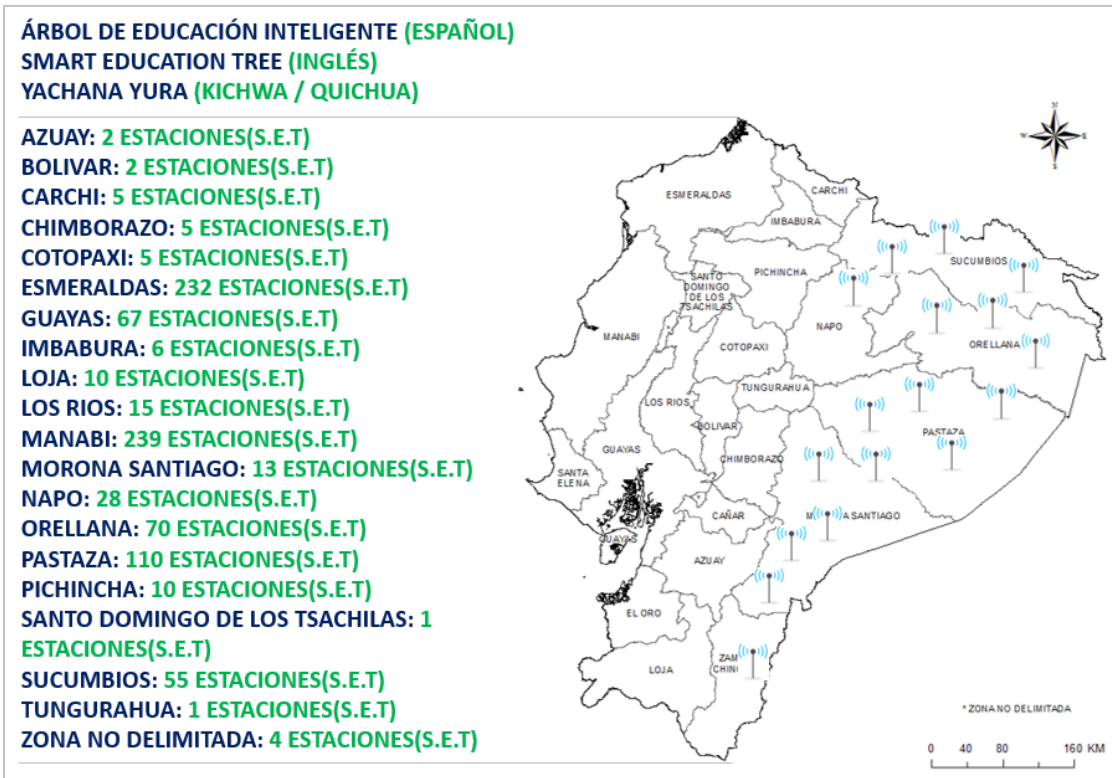 ÁRBOL DE EDUCACIÓN INTELIGENTE (ESPAÑOL)
SMART EDUCATION TREE (INGLÉS)
YACHANA YURA (KICHWA / QUICHUA)
AZUAY: 2 ESTACIONES(S.E.T)
BOLIVAR: 2 ESTACIONES(S.E.T)
CARCHI: 5 ESTACIONES(S.E.T)
CHIMBORAZO: 5 ESTACIONES(S.E.T)
COTOPAXI: 5 ESTACIONES(S.E.T)
ESMERALDAS: 232 ESTACIONES(S.E.T)
GUAYAS: 67 ESTACIONES(S.E.T)
IMBABURA: 6 ESTACIONES(S.E.T)
LOJA: 10 ESTACIONES(S.E.T)
LOS RIOS: 15 ESTACIONES(S.E.T)
MANABI: 239 ESTACIONES(S.E.T)
MORONA SANTIAGO: 13 ESTACIONES(S.E.T)
NAPO: 28 ESTACIONES(S.E.T)
ORELLANA: 70 ESTACIONES(S.E.T)
PASTAZA: 110 ESTACIONES(S.E.T)
PICHINCHA: 10 ESTACIONES(S.E.T)
SANTO DOMINGO DE LOS TSACHILAS: 1
ESTACIONES(S.E.T)
SUCUMBIOS: 55 ESTACIONES(S.E.T)
TUNGURAHUA: 1 ESTACIONES(S.E.T)
ZONA NO DELIMITADA: 4 ESTACIONES(S.E.T)
N
W E
S
ESMERALDAS
CARCHI
IMBABURA
SUCUMBIOS
PICHINCHA
SANTO
DOMINGO
DE LOS
TSACHILAS
NAPO
MANABI
ORELLANA
COTOPAXI
TUNGURAHUA
LOS RIOS
BOLIVAR
PASTAZA
GUAYAS
CHIMBORAZO
SANTA
ELENA
CAÑAR
SANTIAGO
GUAYAS
AZUAY
EL ORO
LOJA
ZAM
CHINC
* ZONA NO DELIMITADA
0 40 80 160 KM